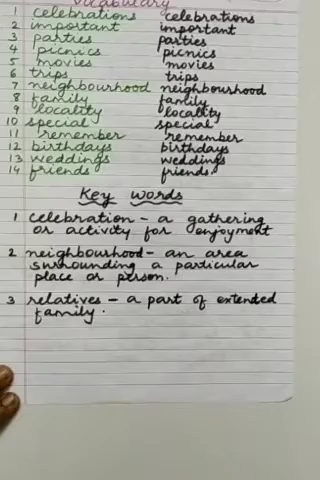 Vocabulary
1 celebrations celebrations
2 important important
3 parties parties
4 picnics picnics
5 movies movies
6 trips trips
7 neighbourhood neighbourhood
8 family family
9 locality locality
10 special special
11 remember remember
12 birthdays birthdays
13 weddings weddings
14 friends friends.
Key words
1 celebration - a gathering
or activity for enjoyment
2 neighbourhood - an area
surrounding a particular
place or person.
3 relatives - a part of extended
family.